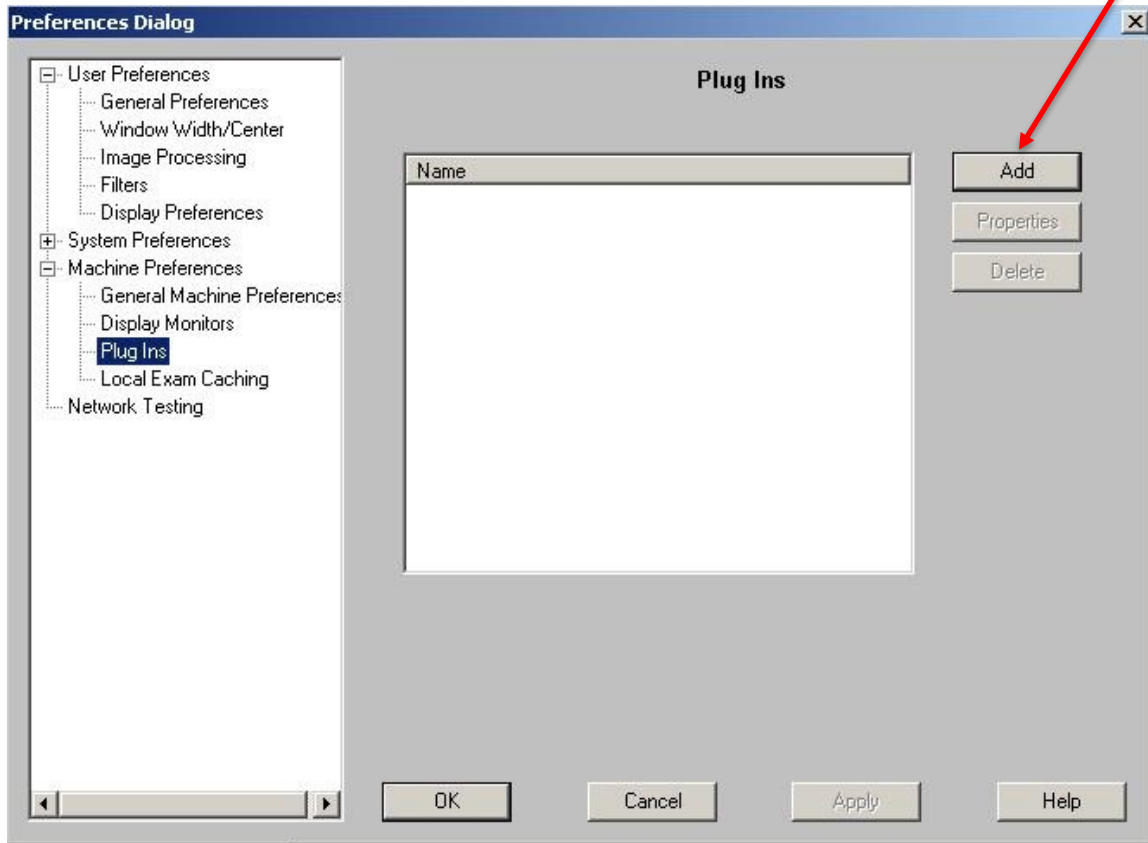 Preferences Dialog
User Preferences
General Preferences
Window Width/Center
Image Processing
Filters
Display Preferences
System Preferences
Machine Preferences
General Machine Preferences
Display Monitors
Plug Ins
Local Exam Caching
Network Testing
Plug Ins
Name
Add
Properties
Delete
OK
Cancel
Apply
Help